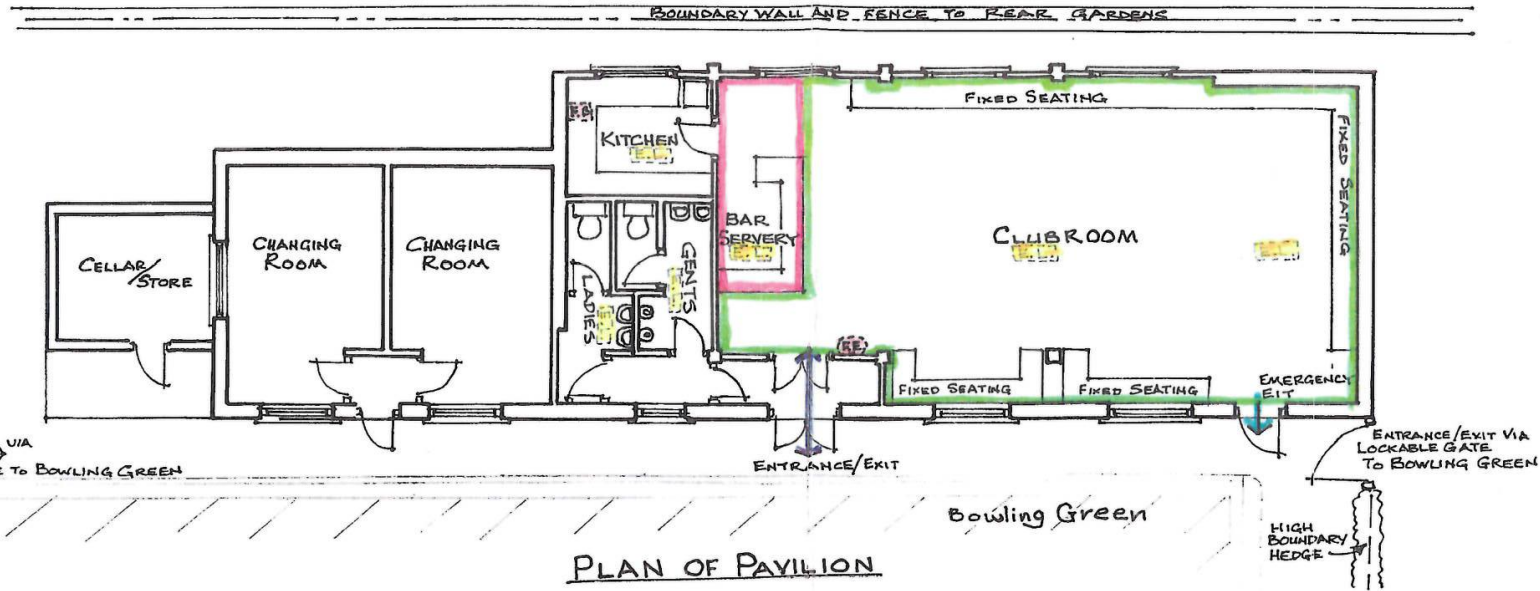 BOUNDARY WALL AND FENCE TO REAR GARDENS
FIXED SEATING
F.B
KITCHEN
E.L
FIXED SEATING
BAR
SERVERY
E.L
CLUBROOM
E.L
E.L
CHANGING
ROOM
CHANGING
ROOM
CELLAR/
STORE
LADIES
E.L
GENTS
E.L
F.E
FIXED SEATING
FIXED SEATING
EMERGENCY
EIT
VIA
TO BOWLING GREEN
ENTRANCE/EXIT
ENTRANCE/EXIT VIA
LOCKABLE GATE
TO BOWLING GREEN
Bowling Green
HIGH
BOUNDARY
HEDGE
PLAN OF PAVILION